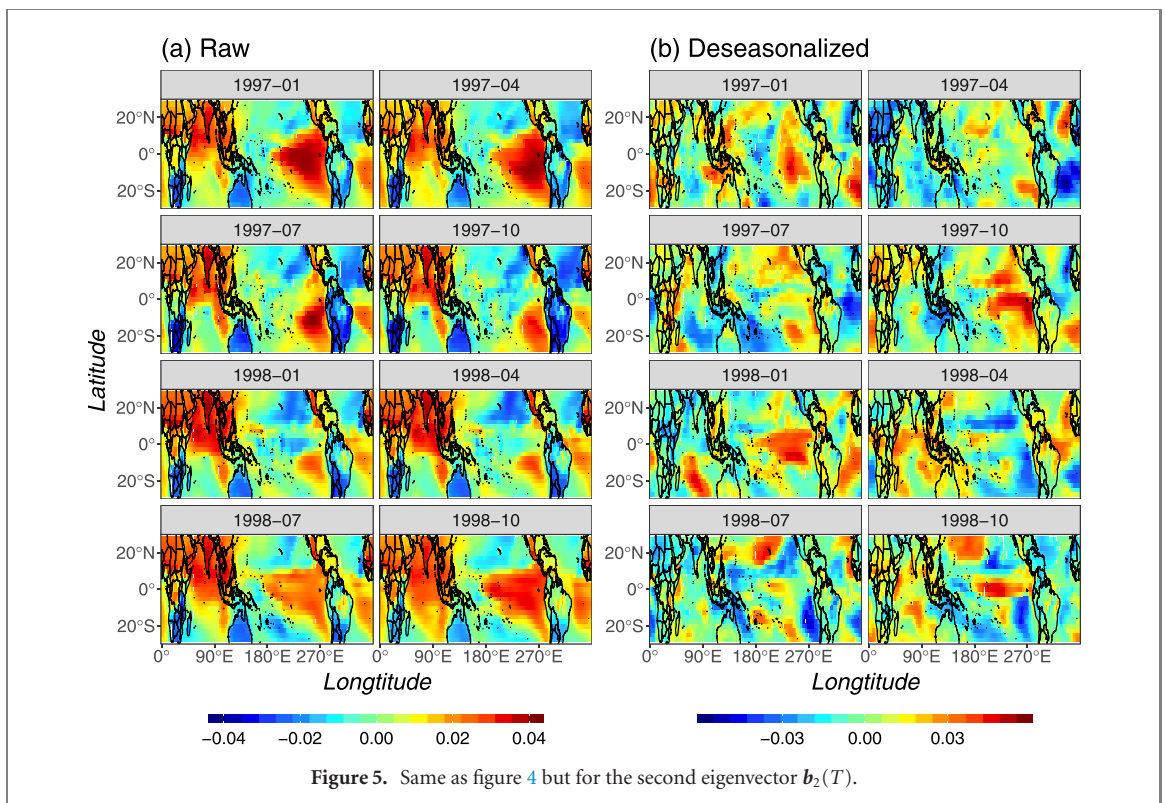 (a) Raw
(b) Deseasonalized
1997−01
1997−04
1997−01
1997−04
20°N
0°
20°S
20°N
0°
20°S
1997−07
1997−10
1997−07
1997−10
20°N
0°
20°S
20°N
0°
20°S
Latitude
1998−01
1998−04
1998−01
1998−04
20°N
0°
20°S
20°N
0°
20°S
1998−07
1998−10
1998−07
1998−10
20°N
0°
20°S
20°N
0°
20°S
0° 90°E 180°E 270°E 0° 90°E 180°E 270°E
0° 90°E 180°E 270°E 0° 90°E 180°E 270°E
Longtitude
Longtitude
−0.04 −0.02 0.00 0.02 0.04
−0.03 0.00 0.03
Figure 5. Same as figure 4 but for the second eigenvector b₂(T).